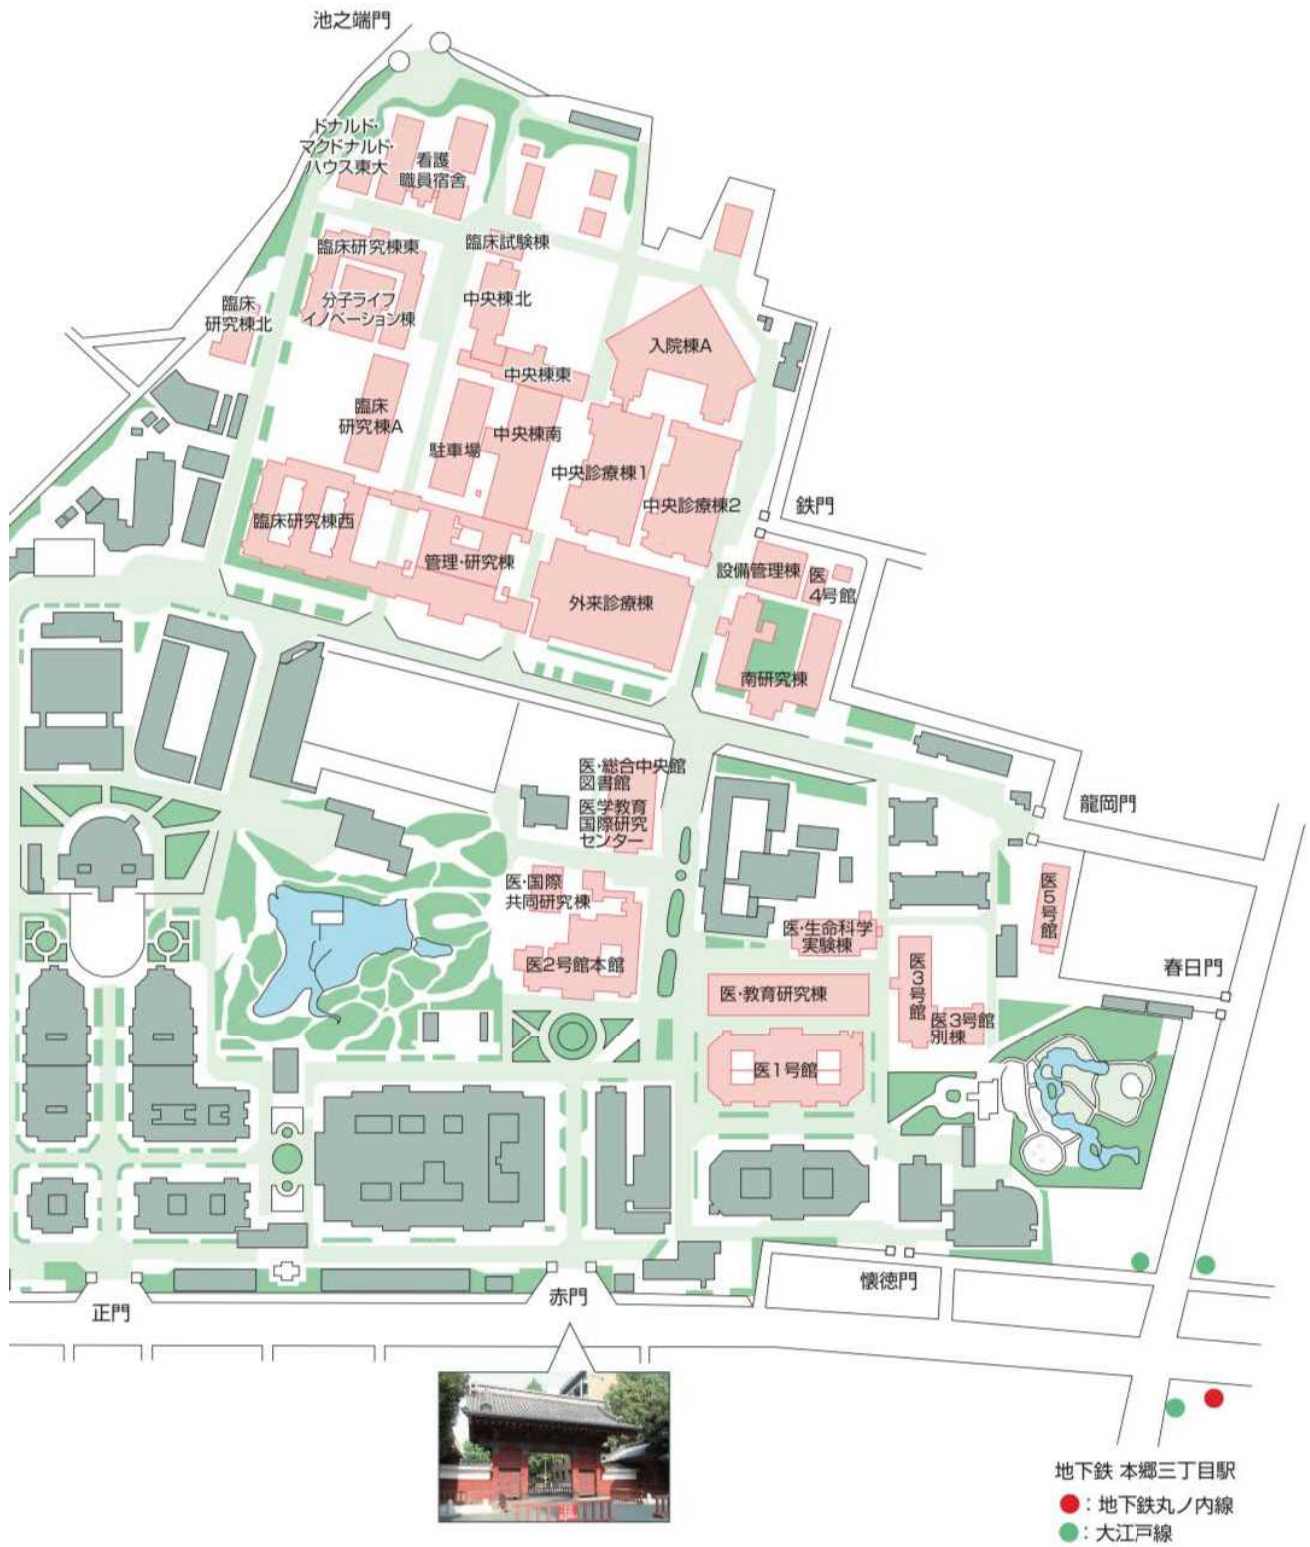 池之端門
ドナルド・
マクドナルド・
ハウス東大
看護
職員宿舎
臨床研究棟東
臨床試験棟
分子ライフ
イノベーション棟
中央棟北
臨床
研究棟北
入院棟A
中央棟東
臨床
研究棟A
中央棟南
駐車場
中央診療棟1
中央診療棟2
鉄門
臨床研究棟西
管理・研究棟
設備管理棟
医
4号館
外来診療棟
南研究棟
医・総合中央館
図書館
医学教育
国際研究
センター
龍岡門
医・国際
共同研究棟
医5号館
医・生命科学
実験棟
医2号館本館
医3号館
春日門
医・教育研究棟
医3号館
別棟
医1号館
懐徳門
赤門
正門
地下鉄 本郷三丁目駅
：地下鉄丸ノ内線
：大江戸線